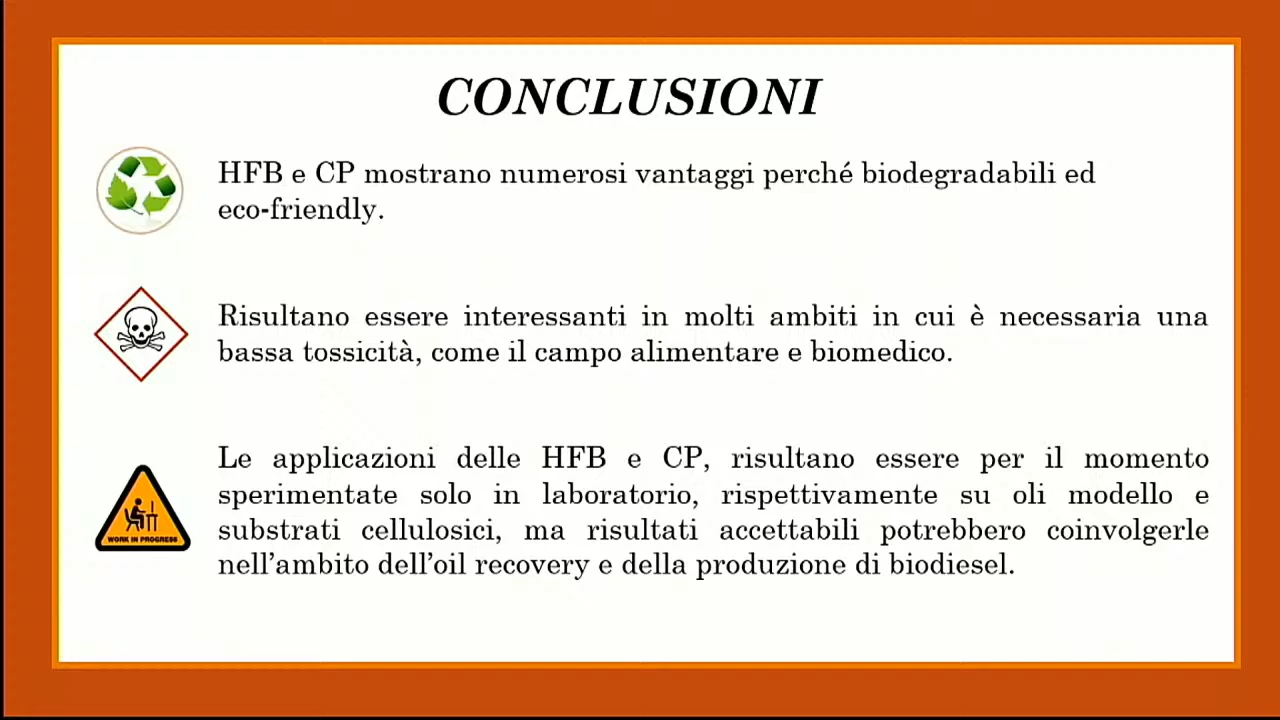 CONCLUSIONI
HFB e CP mostrano numerosi vantaggi perché biodegradabili ed
eco-friendly.
Risultano essere interessanti in molti ambiti in cui è necessaria una
bassa tossicità, come il campo alimentare e biomedico.
Le applicazioni delle HFB e CP, risultano essere per il momento
sperimentate solo in laboratorio, rispettivamente su oli modello e
substrati cellulosici, ma risultati accettabili potrebbero coinvolgerle
nell’ambito dell’oil recovery e della produzione di biodiesel.
WORK IN PROGRESS